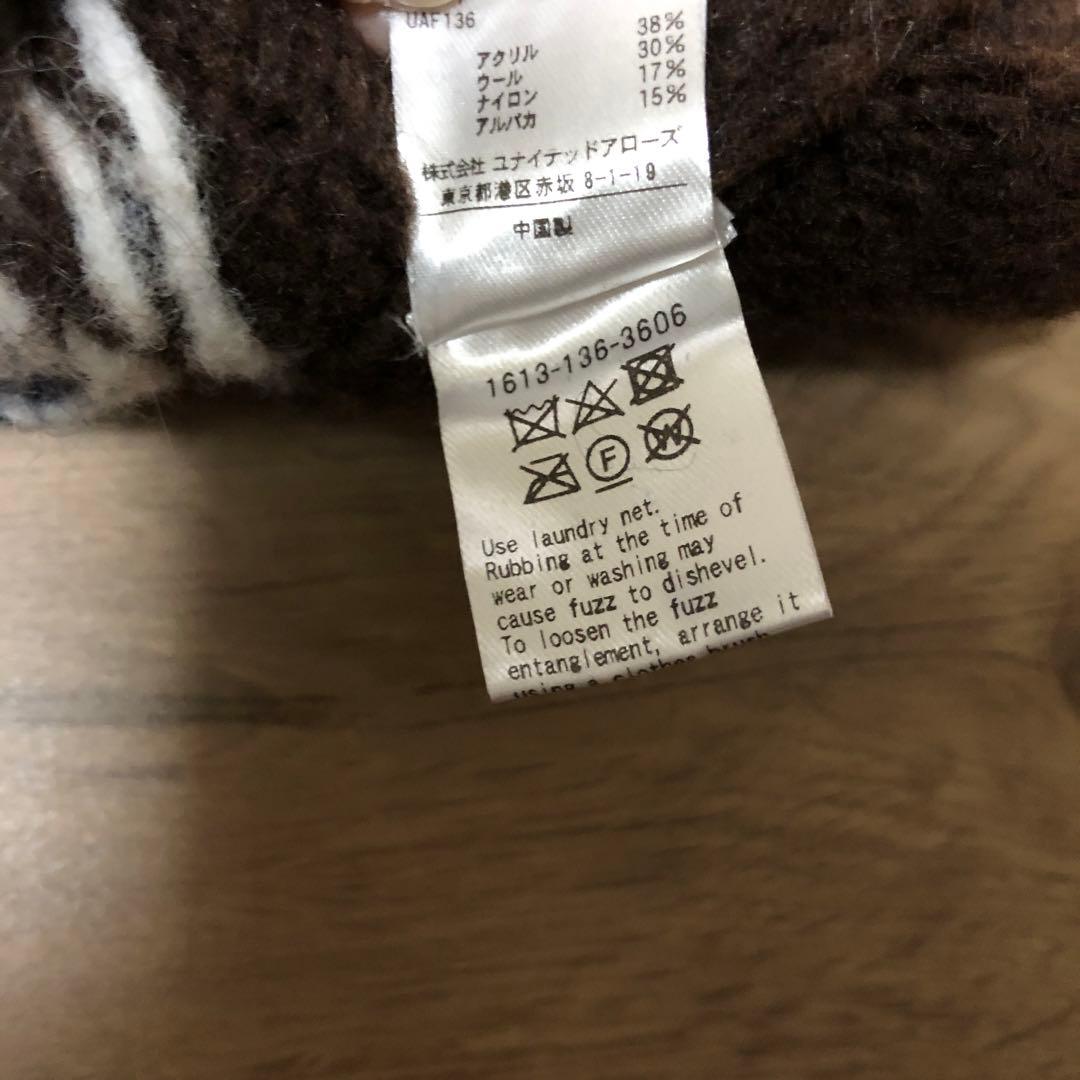 UAF136
アクリル 38%
ウール 30%
ナイロン 17%
アルパカ 15%
株式会社 ユナイテッドアローズ
東京都港区赤坂 8-1-19
中国製
1613-136-3606
F
W
Use laundry net.
Rubbing at the time of
wear or washing may
cause fuzz to dishevel.
To loosen the fuzz
entanglement, arrange it
using a clothes brush